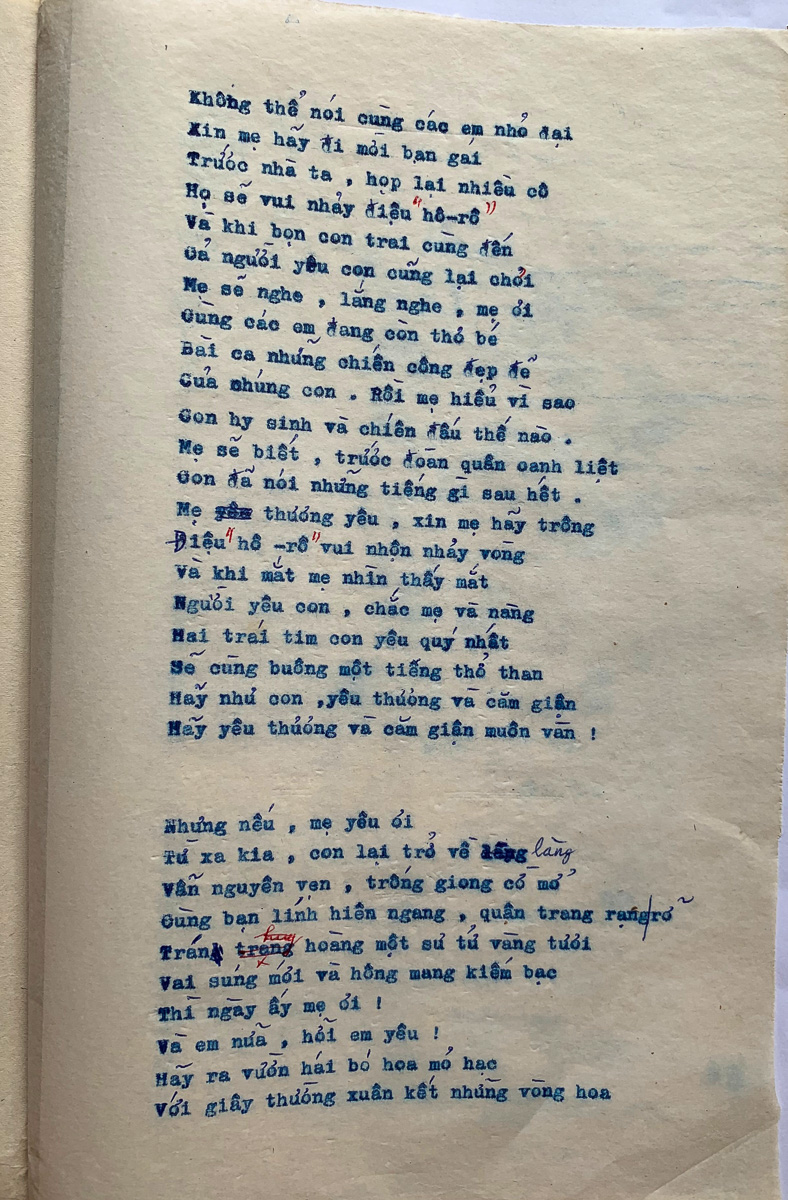 Không thể nói cùng các em nhỏ đại
Xin mẹ hãy đi mời bạn gái
Trước nhà ta , họp lại nhiều cô
Họ sẽ vui nhảy điệu "hô-rô"
Và khi bọn con trai cùng đến
Cả người yêu con cũng lại chơi
Mẹ sẽ nghe , lắng nghe , mẹ ơi
Cùng các em đang còn thơ bé
Bài ca những chiến công đẹp đẽ
Của chúng con . Rồi mẹ hiểu vì sao
Con hy sinh và chiến đấu thế nào .
Mẹ sẽ biết , trước đoàn quân oanh liệt
Con đã nói những tiếng gì sau hết .
Mẹ yêu thương yêu , xin mẹ hãy trông
Điệu "hô -rô" vui nhộn nhảy vòng
Và khi mắt mẹ nhìn thấy mắt
Người yêu con , chắc mẹ và nàng
Hai trái tim con yêu quý nhất
Sẽ cùng buông một tiếng thở than
Hãy như con ,yêu thương và căm giận
Hãy yêu thương và căm giận muôn vàn !
Nhưng nếu , mẹ yêu ơi
Từ xa kia , con lại trở về làng
Vẫn nguyên vẹn , trống giong cờ mở
Cùng bạn lính hiên ngang , quân trang rạng rỡ
Trán trang huy hoàng một sư tử vàng tươi
Vai súng mới và hông mang kiếm bạc
Thì ngày ấy mẹ ơi !
Và em nữa , hỡi em yêu !
Hãy ra vườn hái bó hoa mỏ hạc
Với giây thường xuân kết những vòng hoa